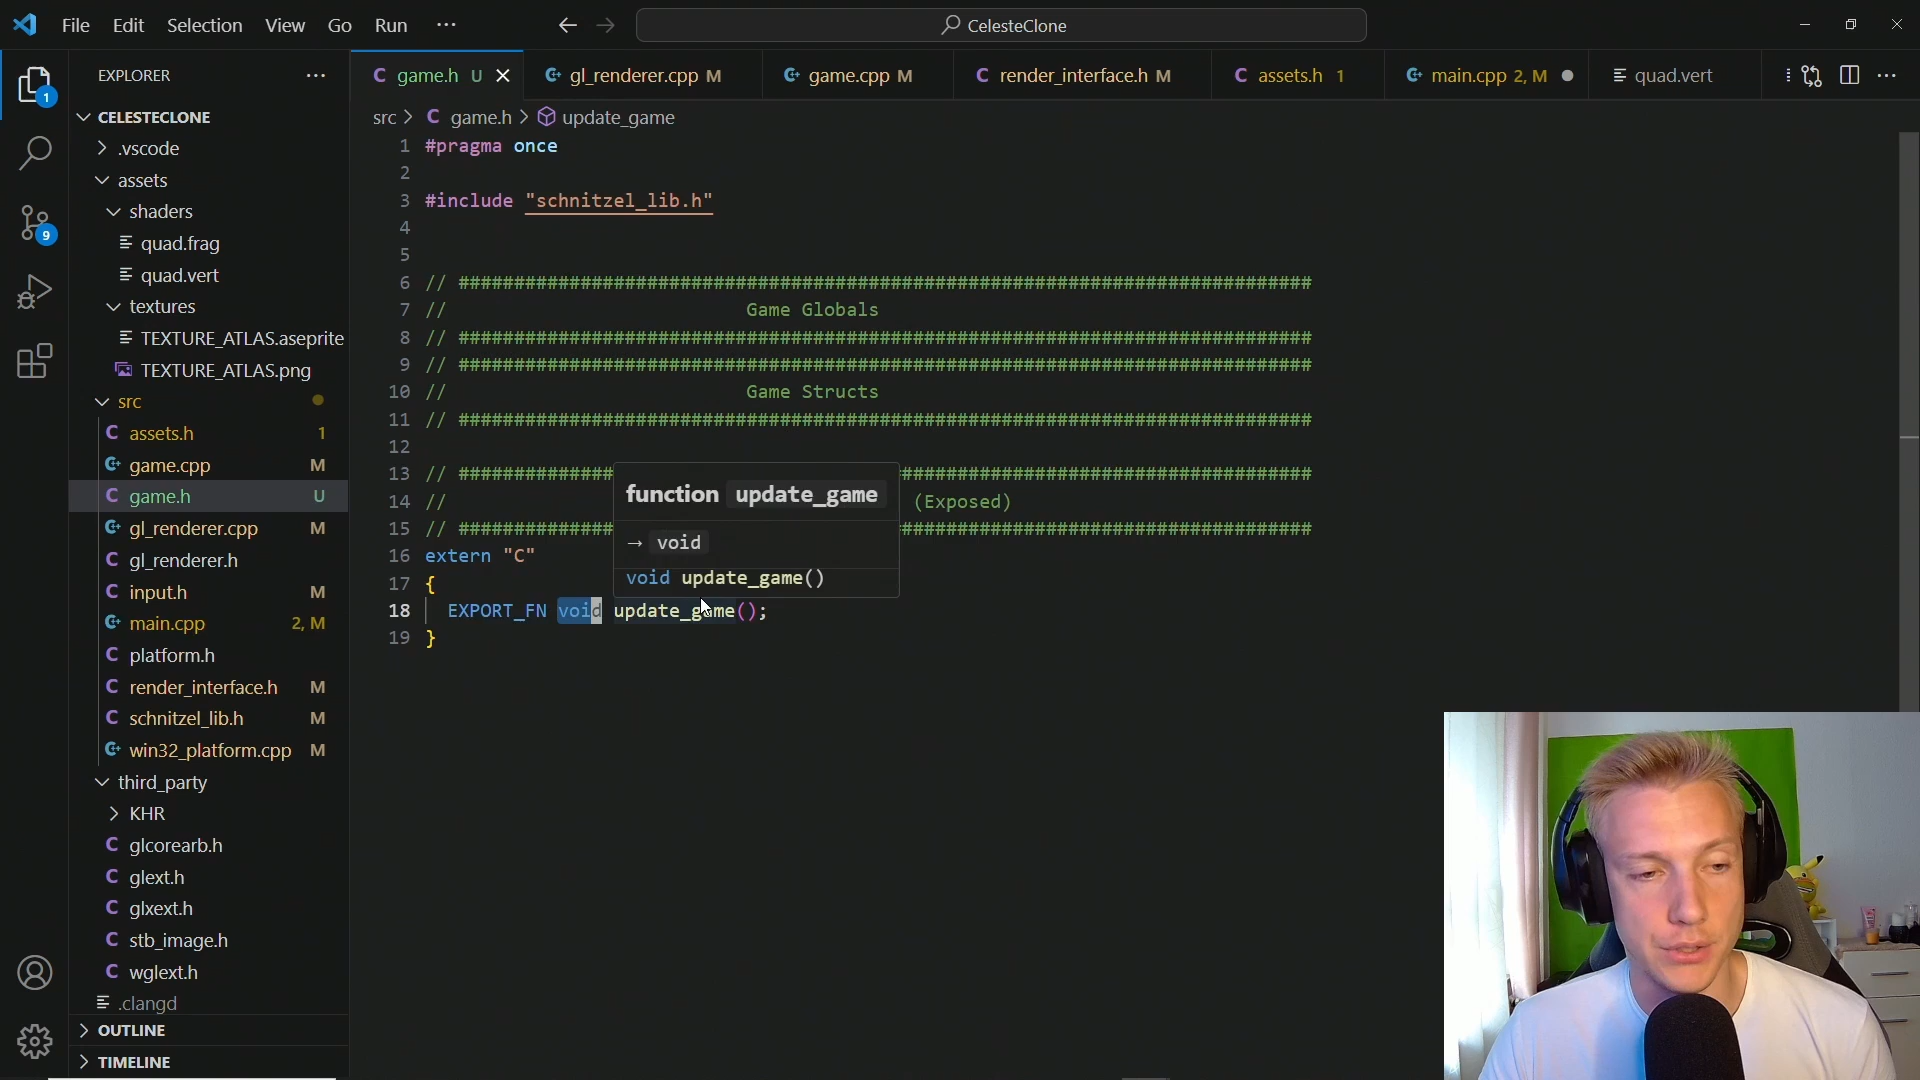 File Edit Selection View Go Run ···
CelesteClone
EXPLORER
CELESTECLONE
.vscode
assets
shaders
quad.frag
quad.vert
textures
TEXTURE_ATLAS.aseprite
TEXTURE_ATLAS.png
src
assets.h 1
game.cpp M
game.h U
gl_renderer.cpp M
gl_renderer.h
input.h M
main.cpp 2, M
platform.h
render_interface.h M
schnitzel_lib.h M
win32_platform.cpp M
third_party
KHR
glcorearb.h
glext.h
glxext.h
stb_image.h
wglext.h
.clangd
OUTLINE
TIMELINE
1
9
game.h U gl_renderer.cpp M game.cpp M render_interface.h M assets.h 1 main.cpp 2, M quad.vert
src > C game.h > update_game
1 #pragma once
2
3 #include "schnitzel_lib.h"
4
5
6 // #############################################################################
7 // Game Globals
8 // #############################################################################
9 // #############################################################################
10 // Game Structs
11 // #############################################################################
12
13 // #############################################################################
14 // (Exposed)
15 // #############################################################################
16 extern "C"
17 {
18 EXPORT_FN void update_game();
19 }
function update_game
→ void
void update_game()